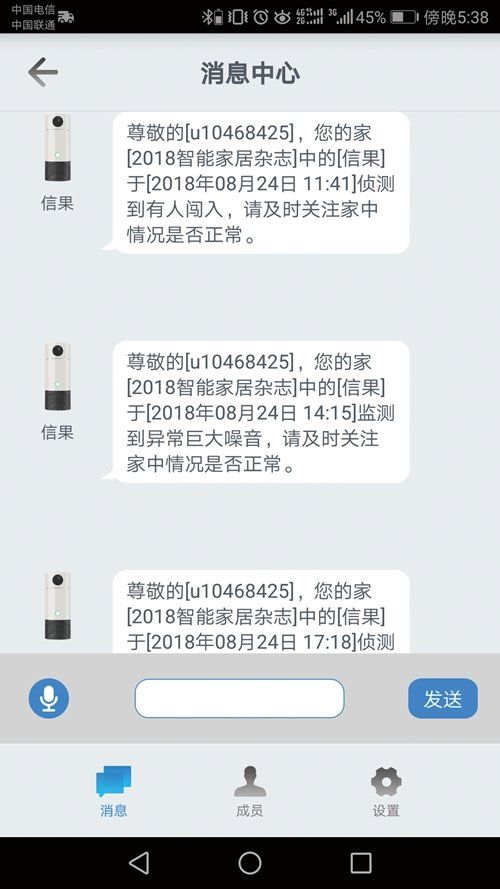 中国电信
中国联通
4G 2G 3G 45% 傍晚5:38
消息中心
尊敬的[u10468425]，您的家
[2018智能家居杂志]中的[信果]
于[2018年08月24日 11:41]侦测
到有人闯入，请及时关注家中
情况是否正常。
信果
尊敬的[u10468425]，您的家
[2018智能家居杂志]中的[信果]
于[2018年08月24日 14:15]监测
到异常巨大噪音，请及时关注
家中情况是否正常。
信果
尊敬的[u10468425]，您的家
[2018智能家居杂志]中的[信果]
于[2018年08月24日 17:18]侦测
发送
消息
成员
设置